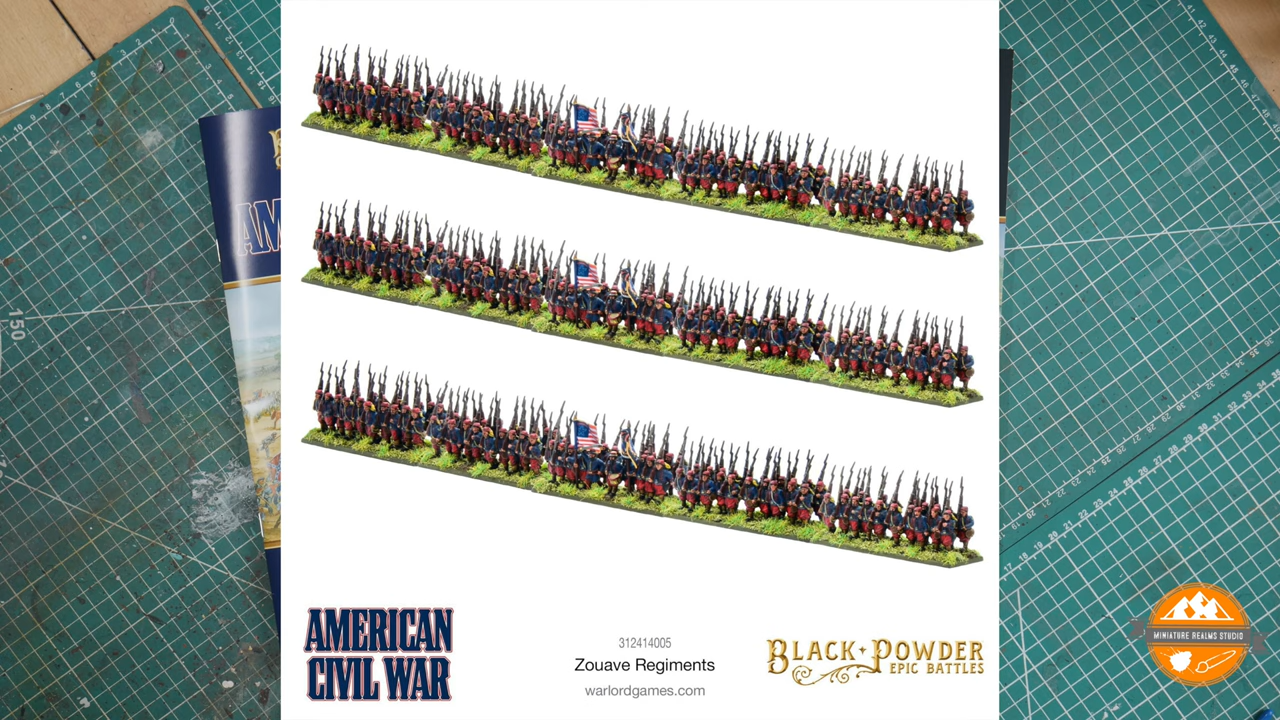 AMERICAN
CIVIL WAR
312414005
Zouave Regiments
warlordgames.com
BLACK POWDER
EPIC BATTLES
MINIATURE REALMS STUDIO
150